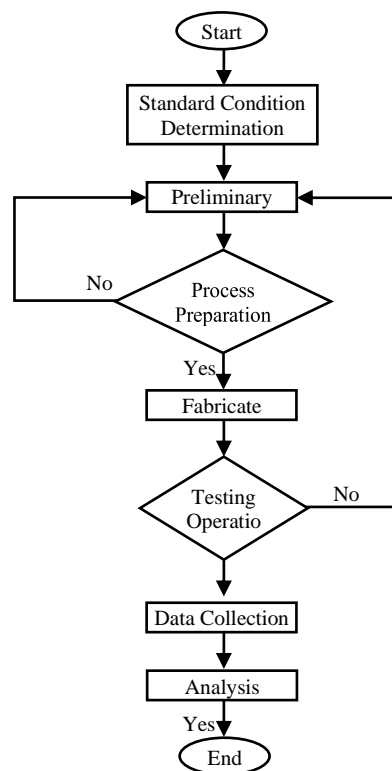 Start
Standard Condition
Determination
Preliminary
No
Process
Preparation
Yes
Fabricate
Testing
Operatio
No
Data Collection
Analysis
Yes
End